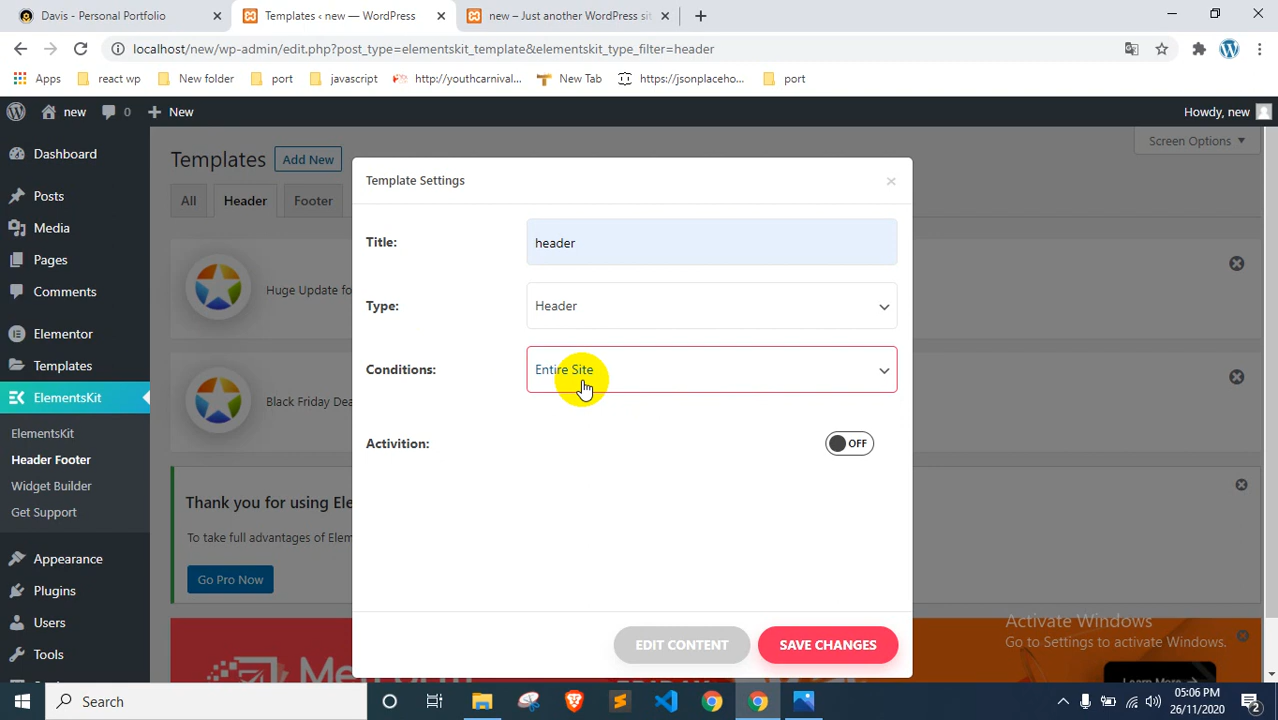 Davis - Personal Portfolio
Templates ‹ new — WordPress
new – Just another WordPress sit
localhost/new/wp-admin/edit.php?post_type=elementskit_template&elementskit_type_filter=header
Apps
react wp
New folder
port
javascript
http://youthcarnival...
New Tab
https://jsonplaceho...
port
new
0
New
Howdy, new
Dashboard
Posts
Media
Pages
Comments
Elementor
Templates
ElementsKit
ElementsKit
Header Footer
Widget Builder
Get Support
Appearance
Plugins
Users
Tools
Templates
Add New
Screen Options
All
Header
Footer
Huge Update fo
Black Friday Dea
Thank you for using Ele
To take full advantages of Elem
Go Pro Now
Template Settings
Title:
header
Type:
Header
Conditions:
Entire Site
Activition:
OFF
EDIT CONTENT
SAVE CHANGES
Activate Windows
Go to Settings to activate Windows.
Learn More
Search
05:06 PM
26/11/2020
2